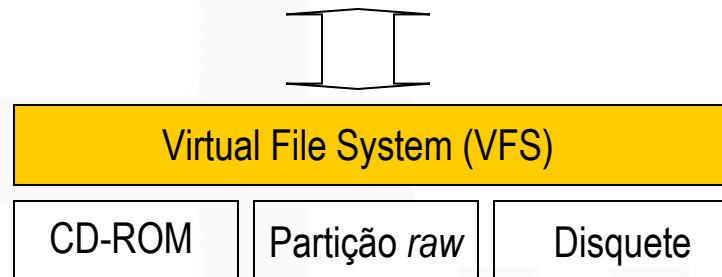 Virtual File System (VFS)
CD-ROM Partição raw Disquete